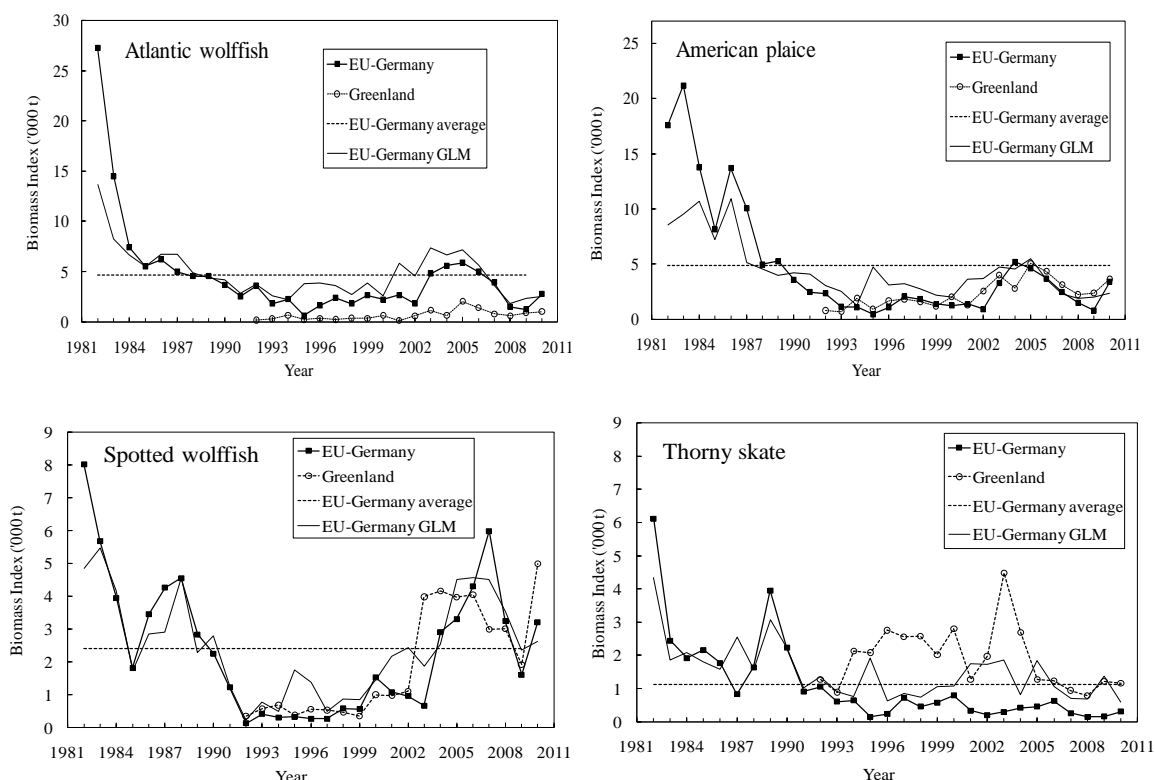 Atlantic wolffish
EU-Germany
Greenland
EU-Germany average
EU-Germany GLM
Biomass Index ('000 t)
30
25
20
15
10
5
0
1981 1984 1987 1990 1993 1996 1999 2002 2005 2008 2011
Year
American plaice
EU-Germany
Greenland
EU-Germany average
EU-Germany GLM
Biomass Index ('000 t)
25
20
15
10
5
0
1981 1984 1987 1990 1993 1996 1999 2002 2005 2008 2011
Year
Spotted wolffish
EU-Germany
Greenland
EU-Germany average
EU-Germany GLM
Biomass Index ('000 t)
9
8
7
6
5
4
3
2
1
0
1981 1984 1987 1990 1993 1996 1999 2002 2005 2008 2011
Year
Thorny skate
EU-Germany
Greenland
EU-Germany average
EU-Germany GLM
Biomass Index ('000 t)
9
8
7
6
5
4
3
2
1
0
1981 1984 1987 1990 1993 1996 1999 2002 2005 2008 2011
Year